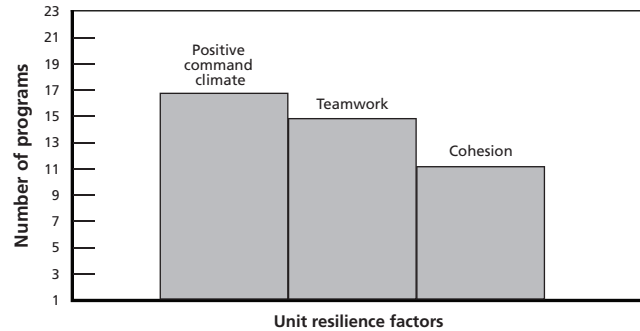 Number of programs
23
21
19
17
15
13
11
9
7
5
3
1
Positive
command
climate
Teamwork
Cohesion
Unit resilience factors